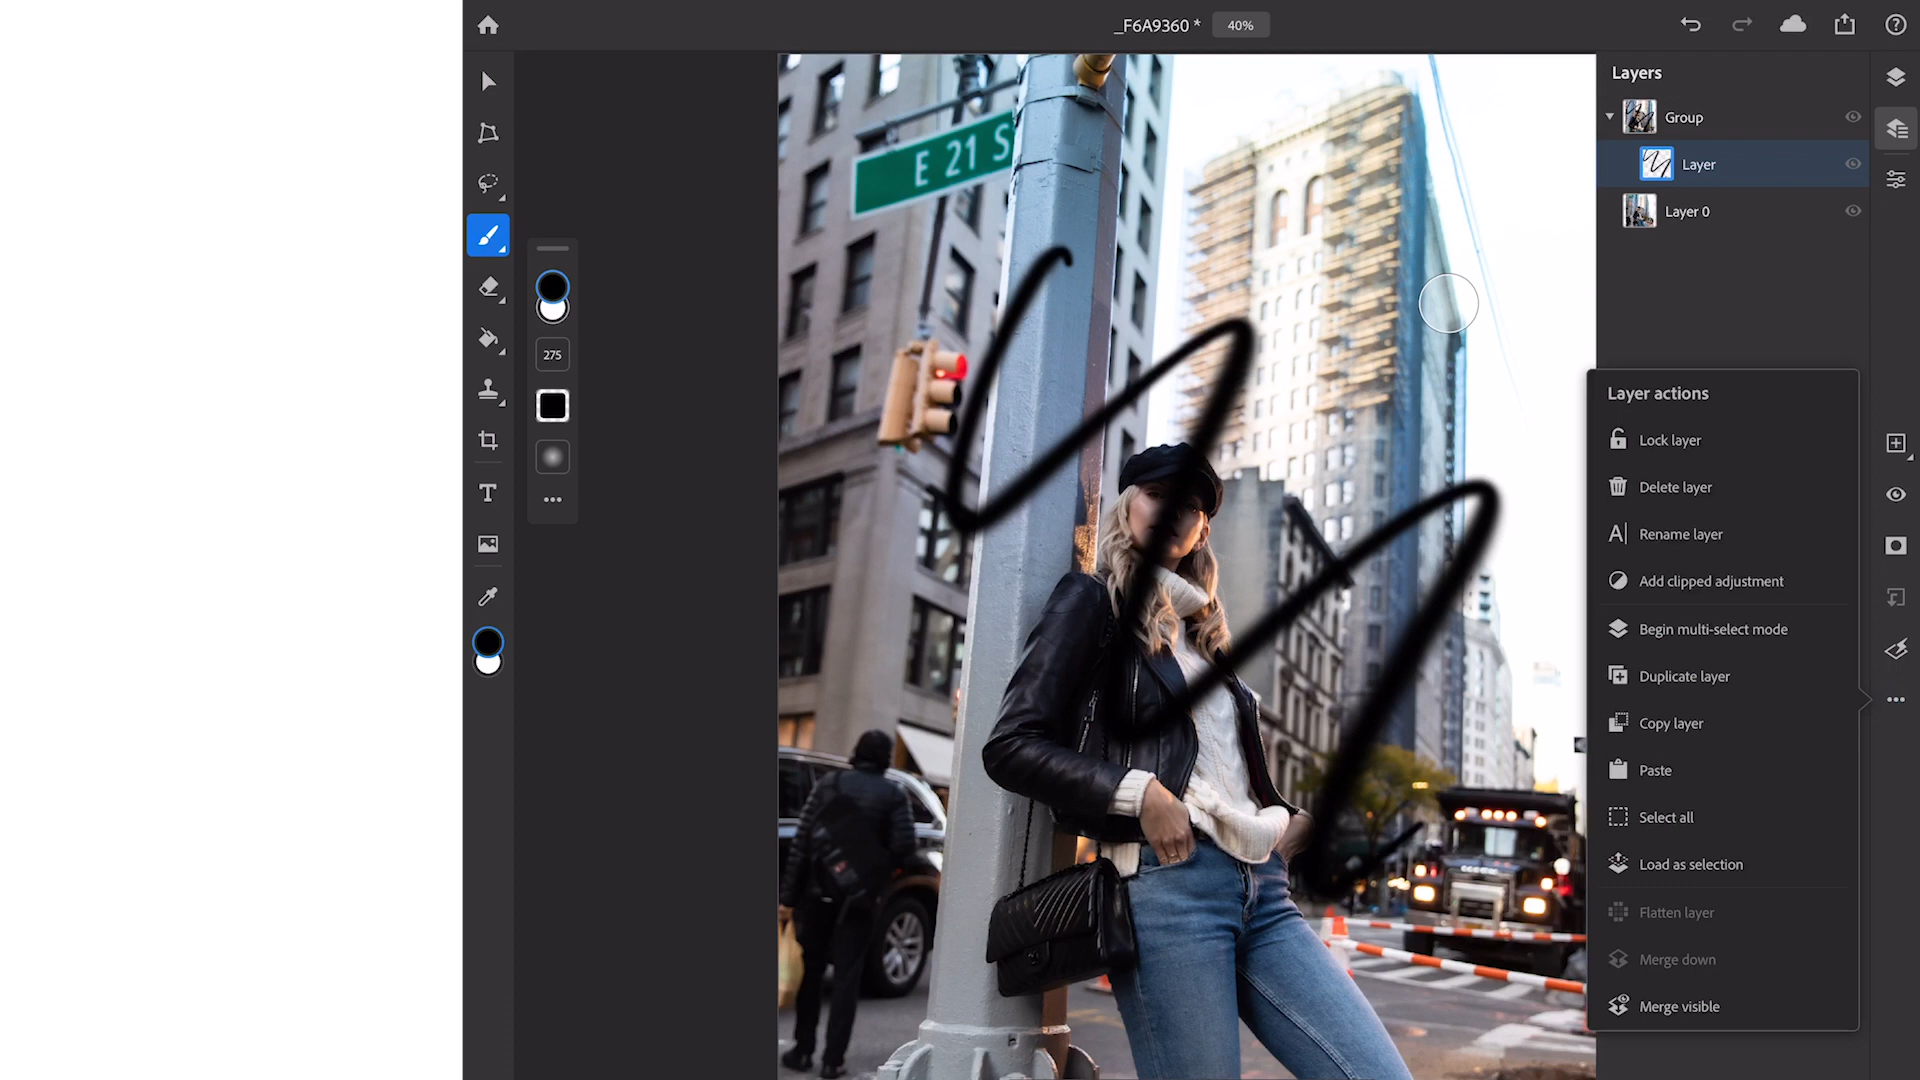 _F6A9360 *
40%
Layers
Group
Layer
Layer 0
E 21 S
275
T
Layer actions
Lock layer
Delete layer
Rename layer
Add clipped adjustment
Begin multi-select mode
Duplicate layer
Copy layer
Paste
Select all
Load as selection
Flatten layer
Merge down
Merge visible